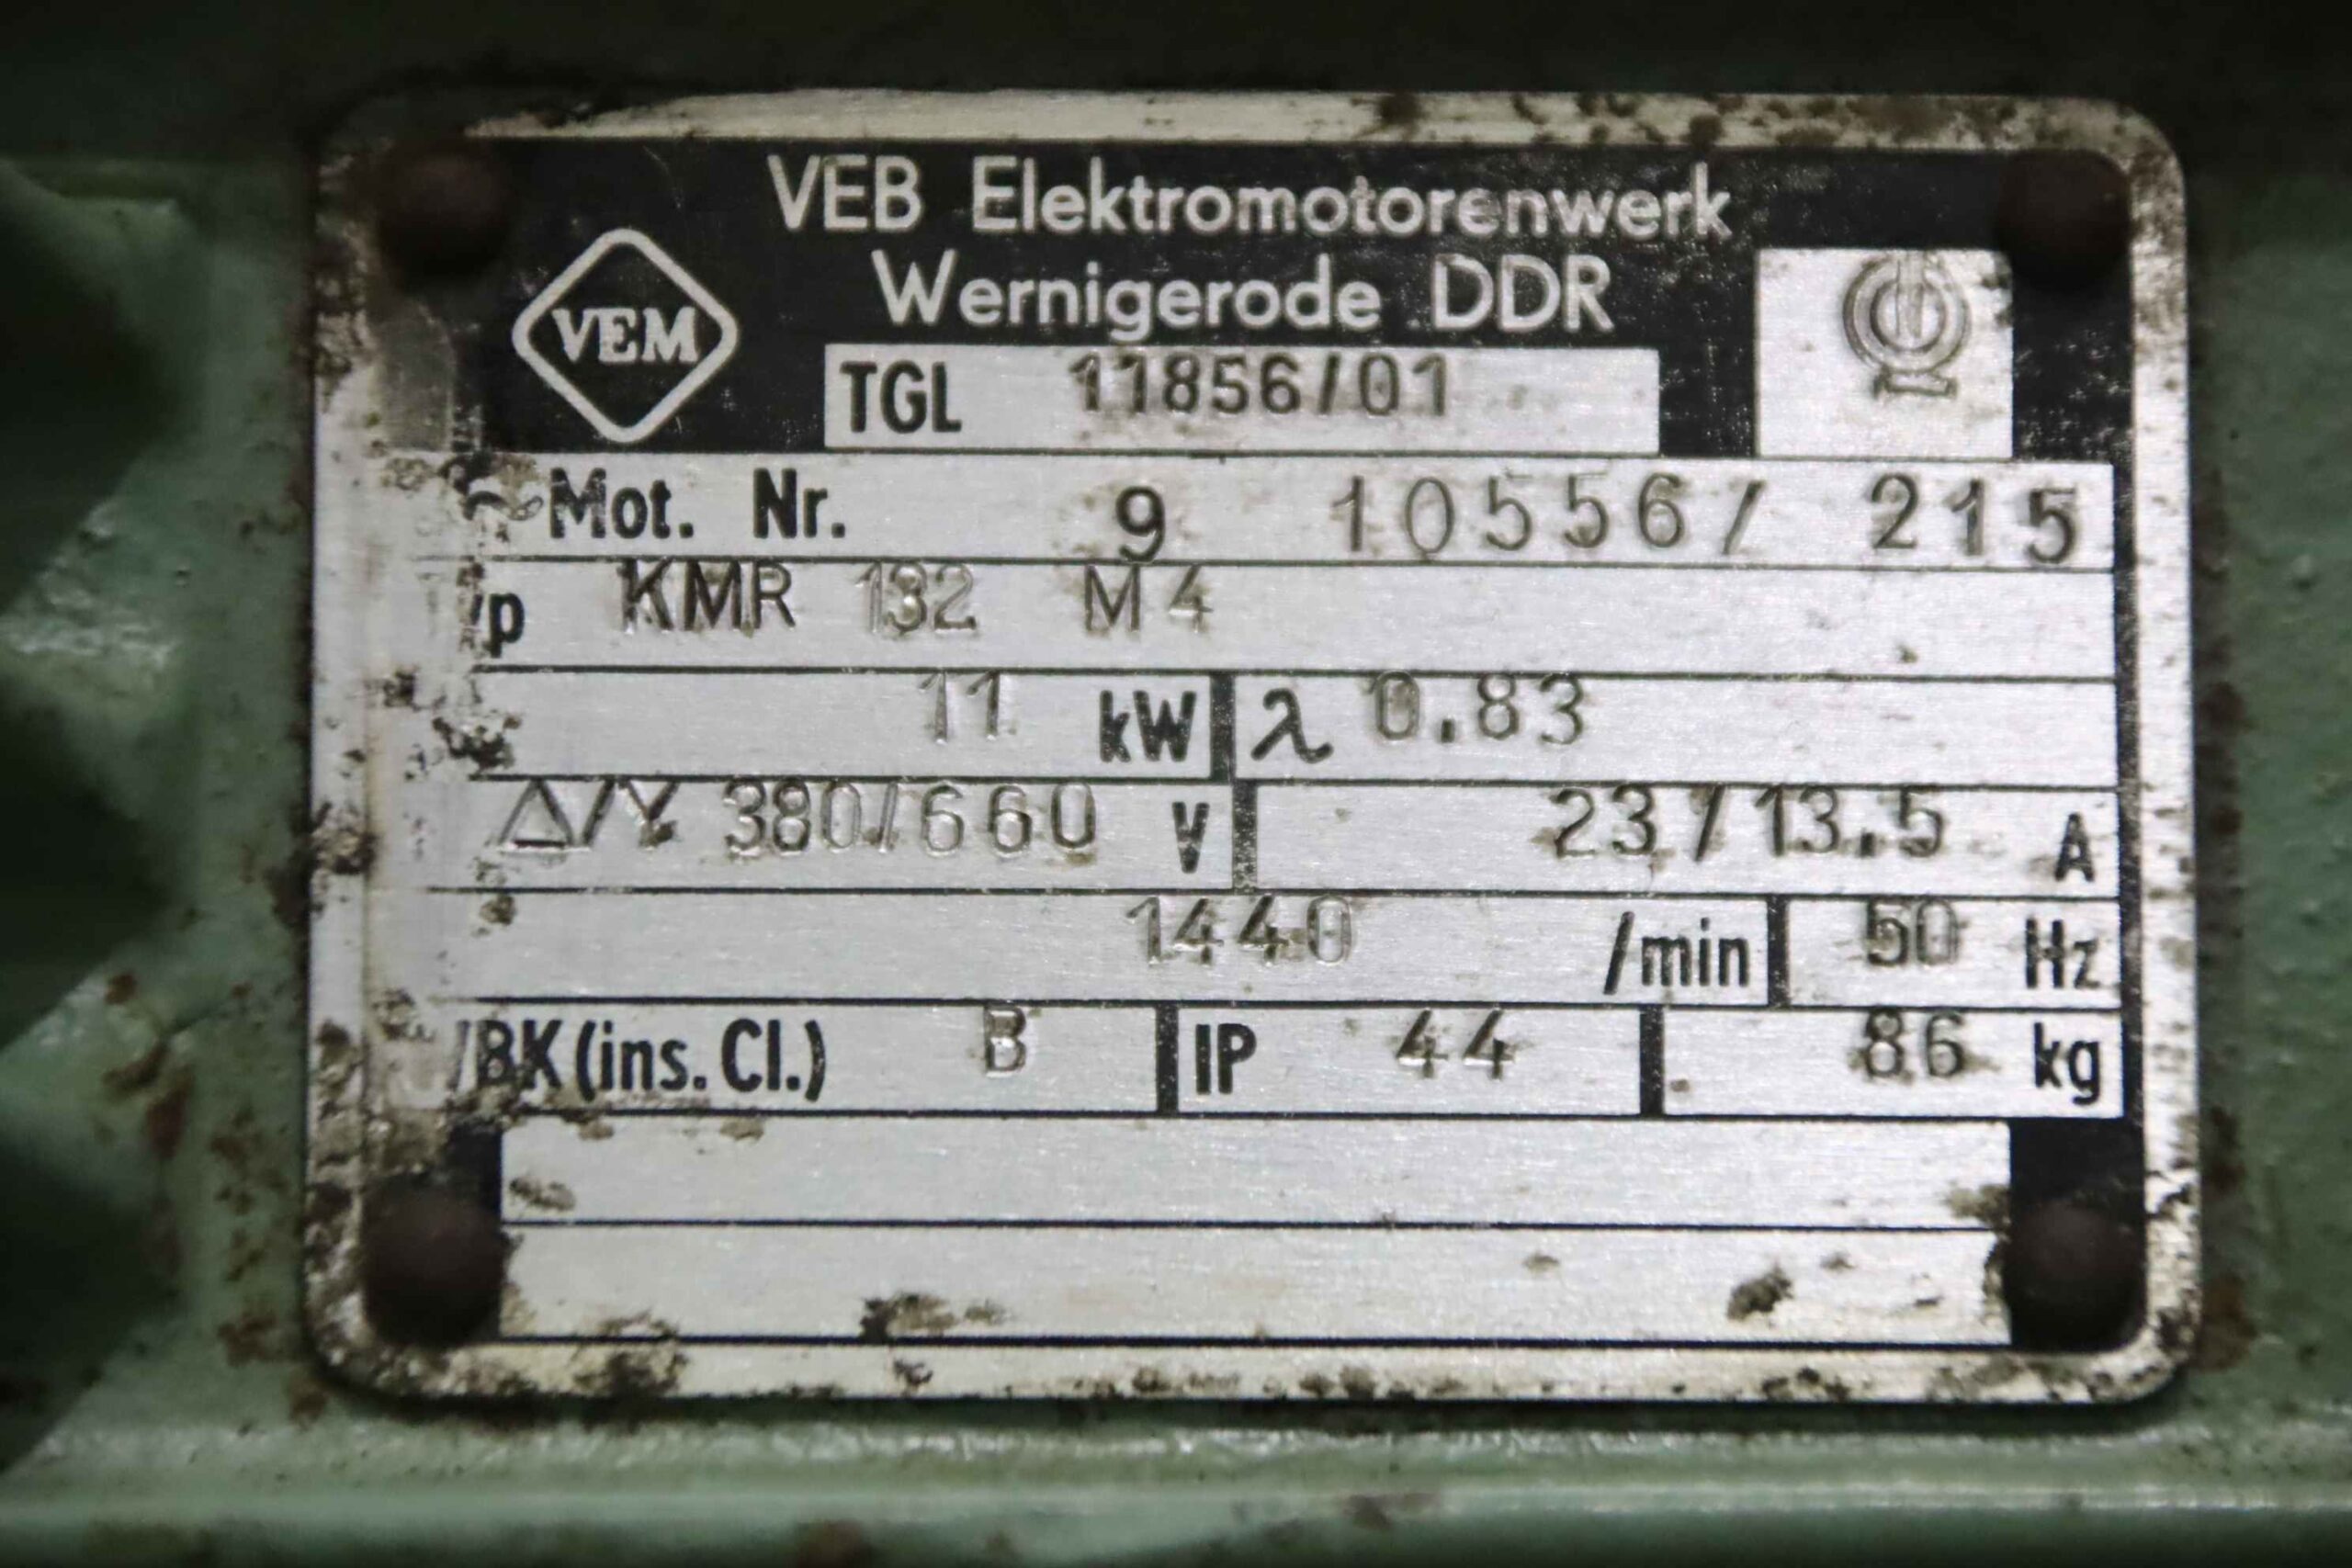 VEB Elektromotorenwerk
Wernigerode DDR
VEM
TGL 11856/01
~Mot. Nr. 9 10556/ 215
yp KMR 132 M4
11 kW λ 0.83
Δ/Y 380/660 V 23/13.5 A
1440 /min 50 Hz
/BK (ins. Cl.) B IP 44 86 kg